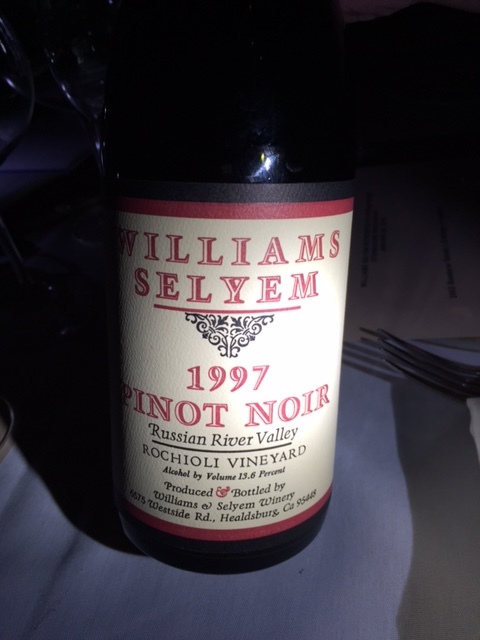 WILLIAMS
SELYEM
1997
PINOT NOIR
Russian River Valley
ROCHIOLI VINEYARD
Alcohol by Volume 13.6 Percent
Produced & Bottled by
Williams & Selyem Winery
6575 Westside Rd., Healdsburg, Ca 95448